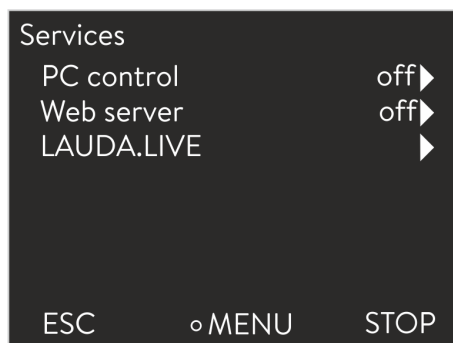 Services
PC control off
Web server off
LAUDA.LIVE
ESC MENU STOP